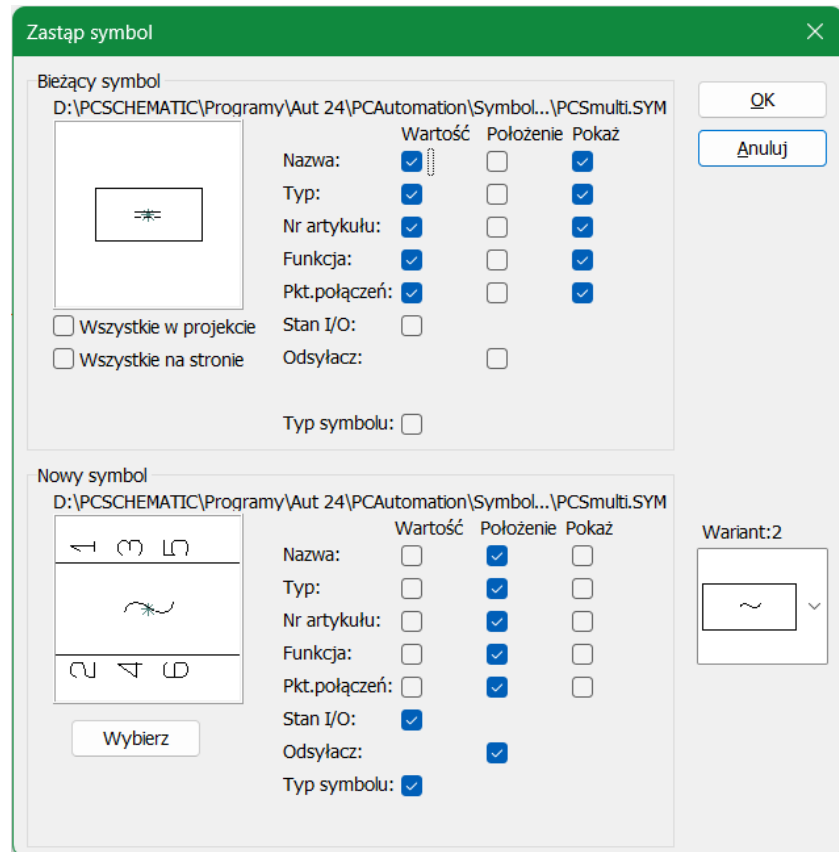 Zastąp symbol
Bieżący symbol
D:\PCSCHEMATIC\Programy\Aut 24\PCAutomation\Symbol...\PCSmulti.SYM
OK
Anuluj
Wartość Położenie Pokaż
Nazwa:
Typ:
Nr artykułu:
Funkcja:
Pkt.połączeń:
Wszystkie w projekcie
Stan I/O:
Wszystkie na stronie
Odsyłacz:
Typ symbolu:
Nowy symbol
D:\PCSCHEMATIC\Programy\Aut 24\PCAutomation\Symbol...\PCSmulti.SYM
Wartość Położenie Pokaż
Wariant:2
1 3 5
2 4 6
Nazwa:
Typ:
Nr artykułu:
Funkcja:
Pkt.połączeń:
Stan I/O:
Wybierz
Odsyłacz:
Typ symbolu: